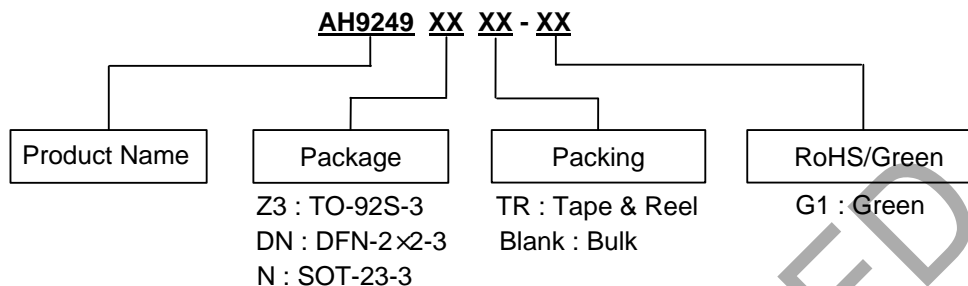 AH9249 XX XX - XX
Product Name
Package
Packing
RoHS/Green
Z3 : TO-92S-3
TR : Tape & Reel
G1 : Green
DN : DFN-2×2-3
Blank : Bulk
N : SOT-23-3
ED